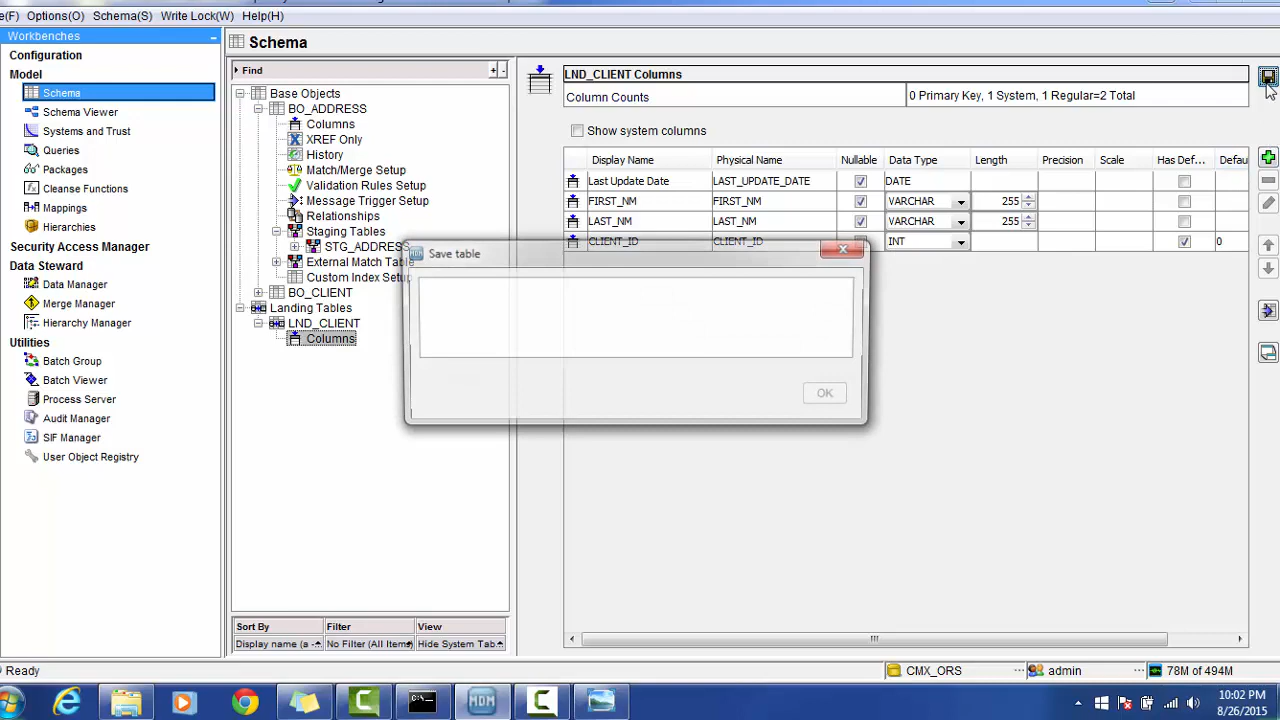 e(F) Options(O) Schema(S) Write Lock(W) Help(H)
Workbenches
Configuration
Model
Schema
Schema Viewer
Systems and Trust
Queries
Packages
Cleanse Functions
Mappings
Hierarchies
Security Access Manager
Data Steward
Data Manager
Merge Manager
Hierarchy Manager
Utilities
Batch Group
Batch Viewer
Process Server
Audit Manager
SIF Manager
User Object Registry
Schema
Find
+ -
Base Objects
BO_ADDRESS
Columns
XREF Only
History
Match/Merge Setup
Validation Rules Setup
Message Trigger Setup
Relationships
Staging Tables
STG_ADDRESS
External Match Tabl
Custom Index Setup
BO_CLIENT
Landing Tables
LND_CLIENT
Columns
Sort By Filter View
Display name (a - No Filter (All Items) Hide System Tab
LND_CLIENT Columns
Column Counts 0 Primary Key, 1 System, 1 Regular=2 Total
Show system columns
Display Name Physical Name Nullable Data Type Length Precision Scale Has Def... Defau
Last Update Date LAST_UPDATE_DATE DATE
FIRST_NM FIRST_NM VARCHAR 255
LAST_NM LAST_NM VARCHAR 255
CLIENT_ID CLIENT_ID INT 0
Save table
OK
Ready
CMX_ORS admin 78M of 494M
MDM
10:02 PM
8/26/2015